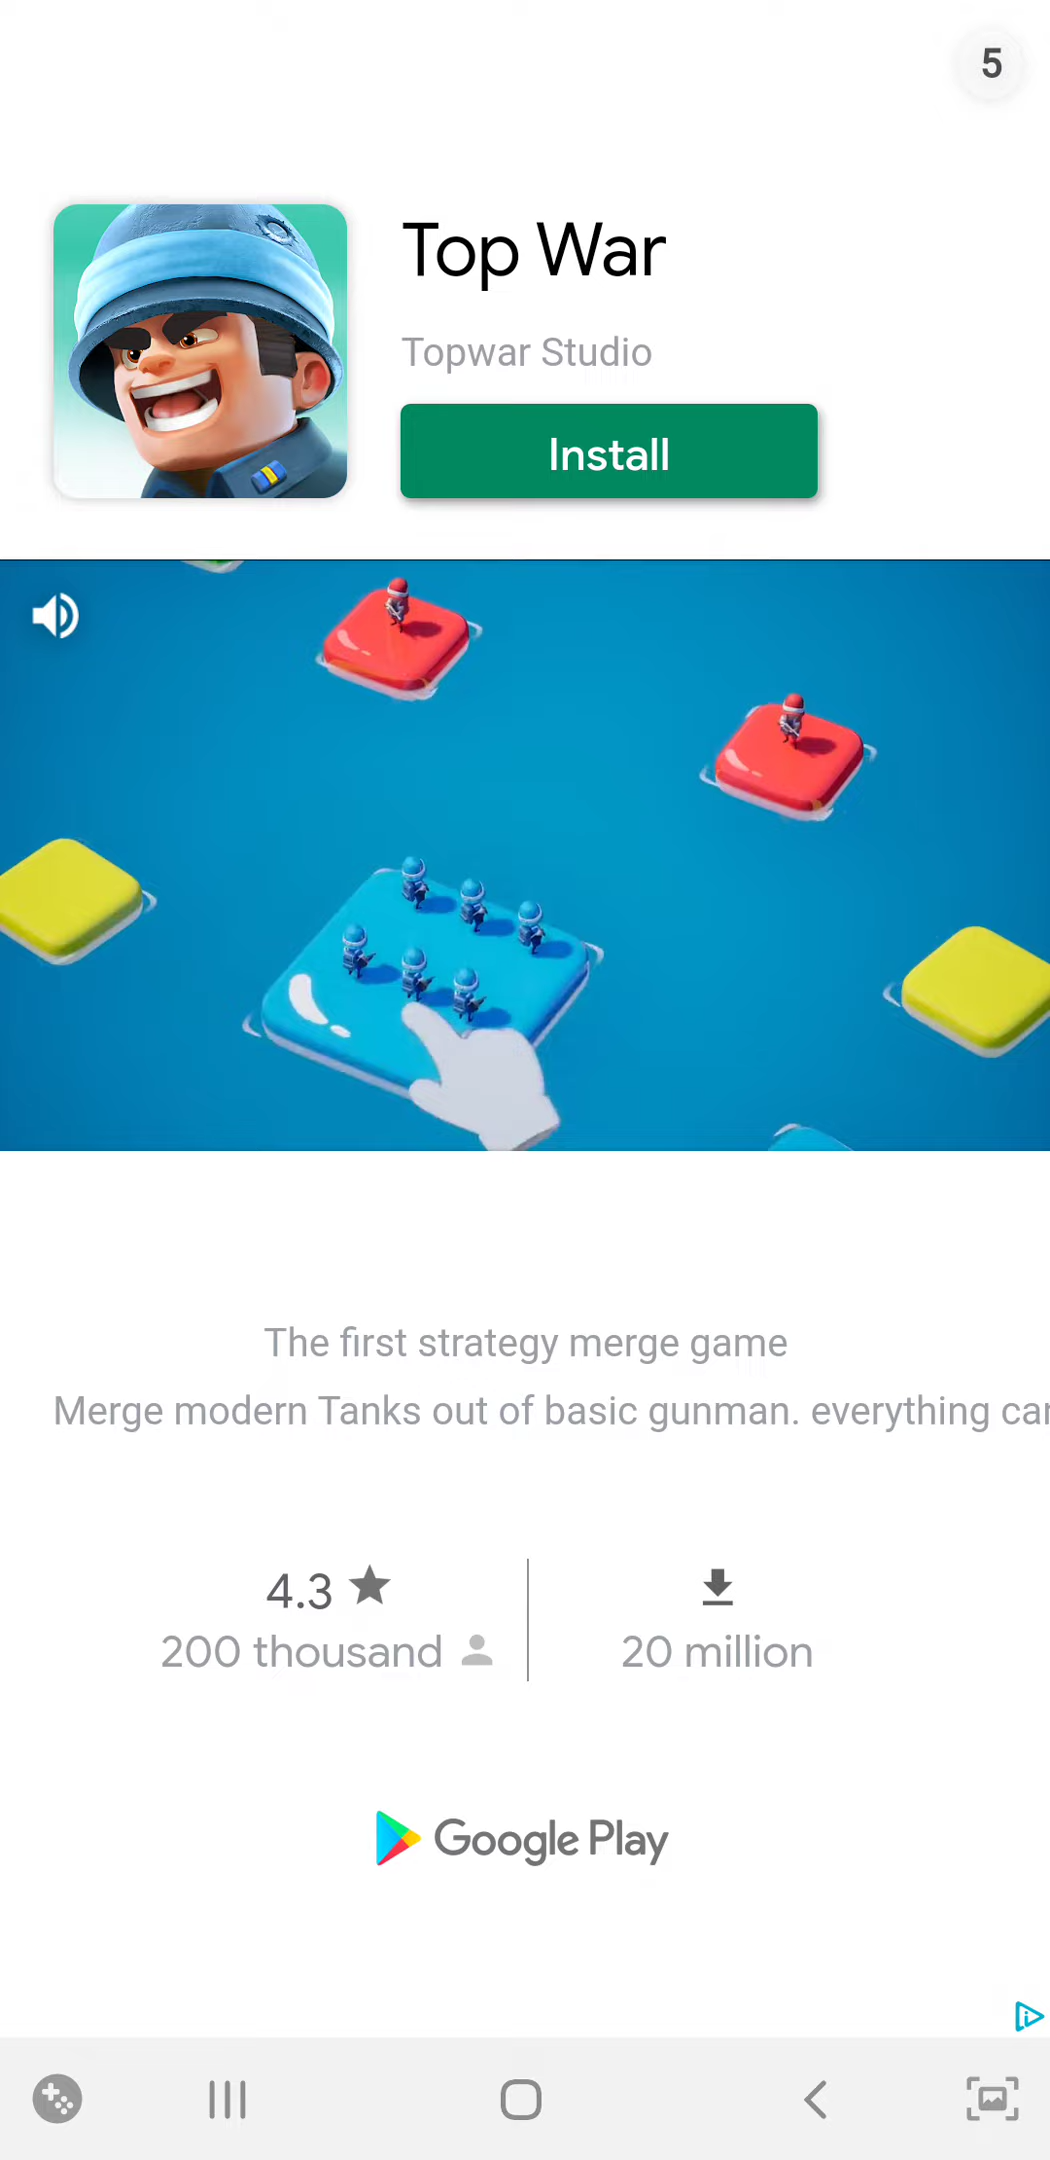 5
Top War
Topwar Studio
Install
The first strategy merge game
Merge modern Tanks out of basic gunman. everything
4.3
200 thousand
20 million
Google Play